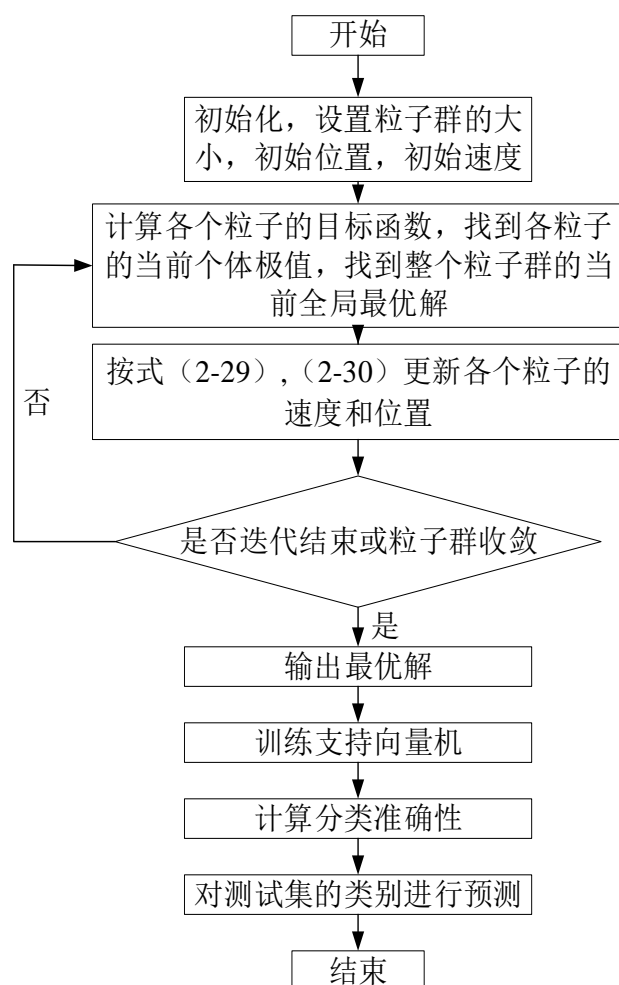 开始
初始化，设置粒子群的大
小，初始位置，初始速度
计算各个粒子的目标函数，找到各粒子
的当前个体极值，找到整个粒子群的当
前全局最优解
按式（2-29）,（2-30）更新各个粒子的
速度和位置
否
是否迭代结束或粒子群收敛
是
输出最优解
训练支持向量机
计算分类准确性
对测试集的类别进行预测
结束